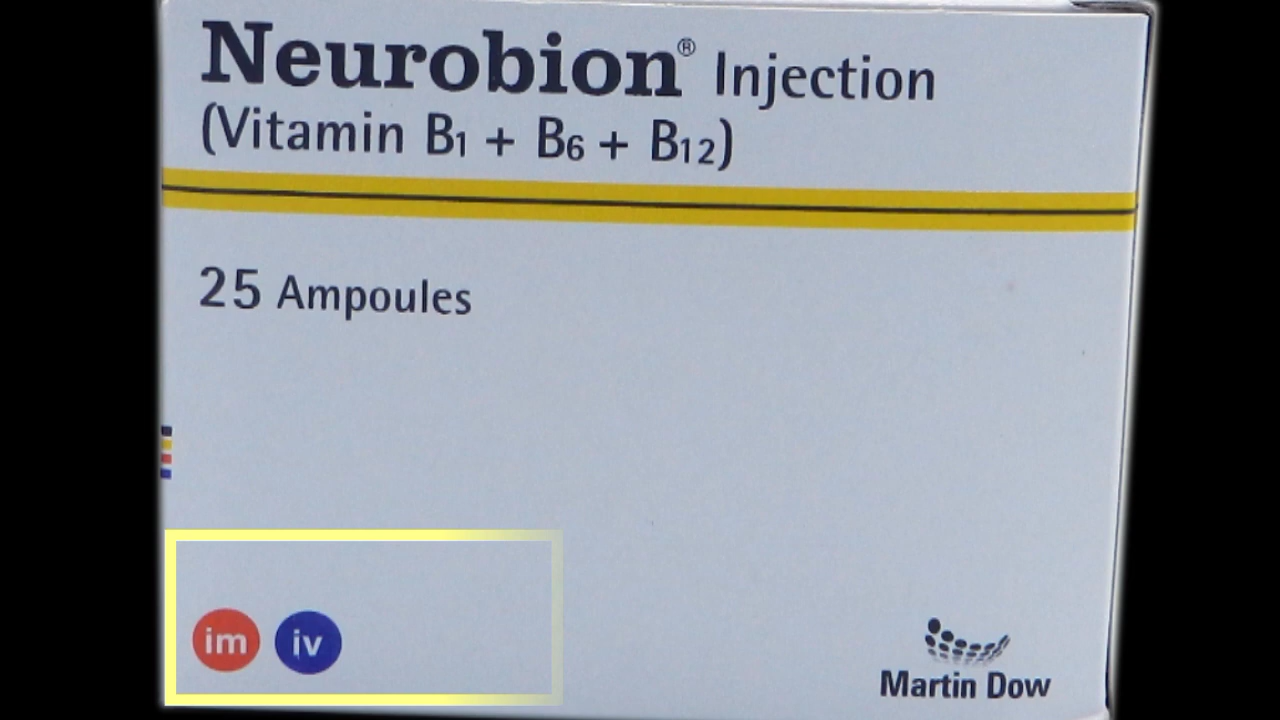 Neurobion® Injection
(Vitamin B1 + B6 + B12)
25 Ampoules
im iv
Martin Dow